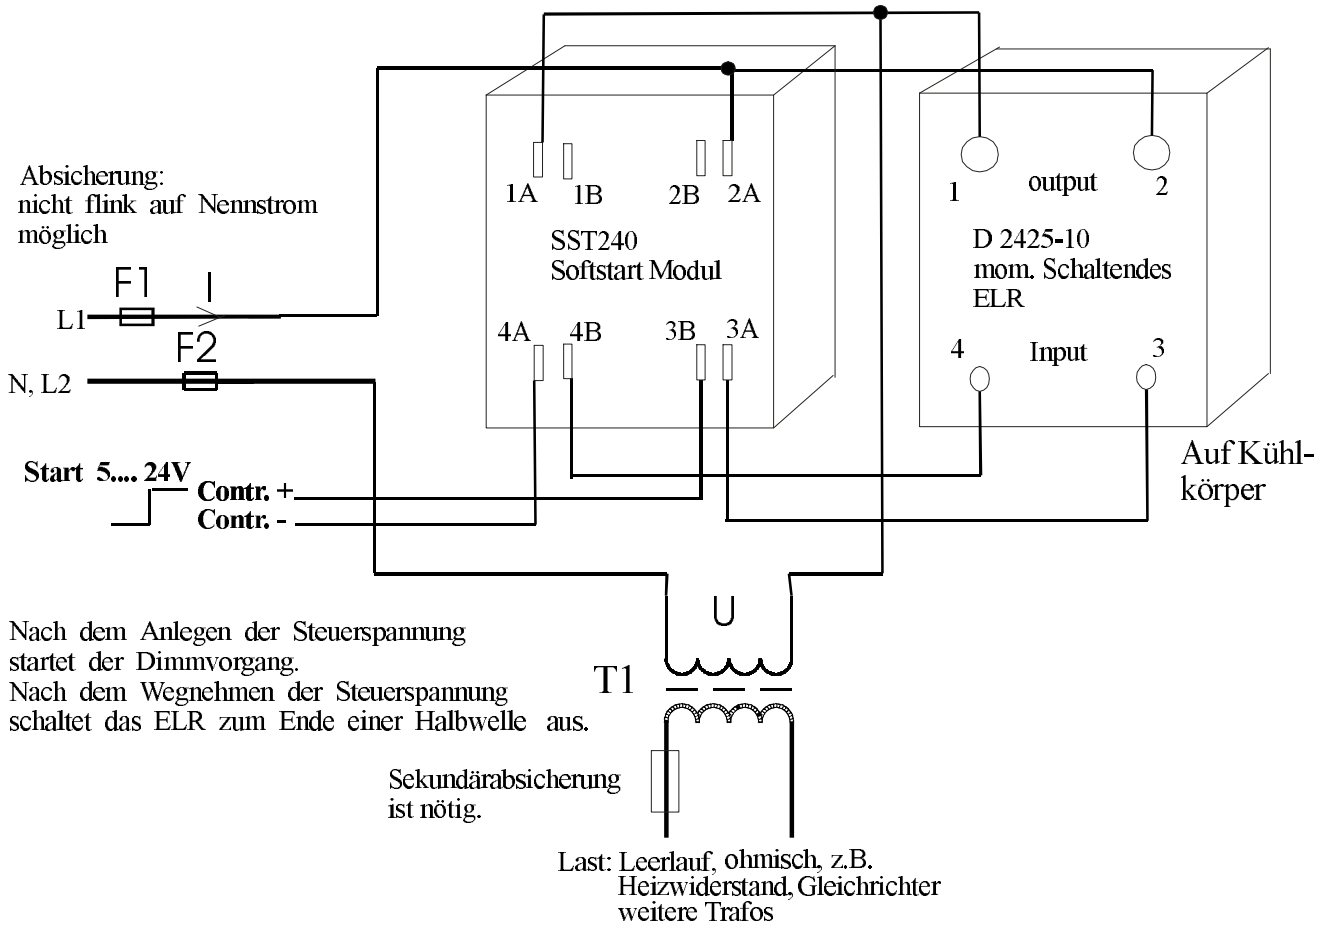 Absicherung:
nicht flink auf Nennstrom
möglich
F1
I
L1
F2
N, L2
1A
1B
2B
2A
SST240
Softstart Modul
4A
4B
3B
3A
1
output
2
D 2425-10
mom. Schaltendes
ELR
4
Input
3
Auf Kühl-
körper
Start 5.... 24V
Contr. +
Contr. -
U
T1
Nach dem Anlegen der Steuerspannung
startet der Dimmvorgang.
Nach dem Wegnehmen der Steuerspannung
schaltet das ELR zum Ende einer Halbwelle aus.
Sekundärabsicherung
ist nötig.
Last: Leerlauf, ohmisch, z.B.
Heizwiderstand, Gleichrichter
weitere Trafos